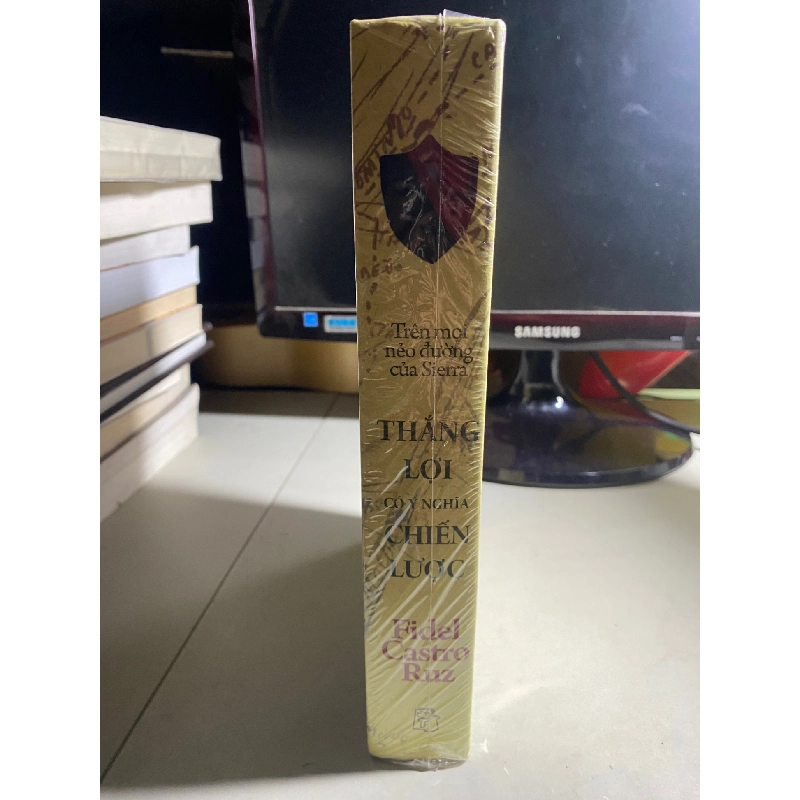 Trên mọi
nẻo đường
của Sierra
THẮNG
LỢI
CÓ Ý NGHĨA
CHIẾN
LƯỢC
Fidel
Castro
Ruz
SAMSUNG